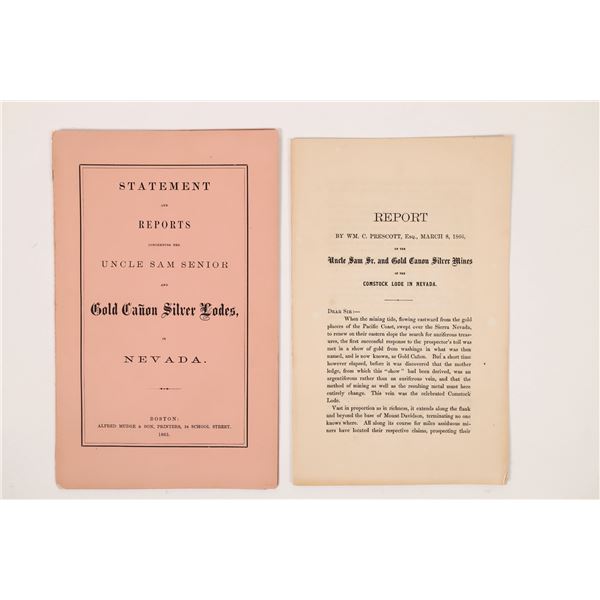 STATEMENT
AND
REPORTS
CONCERNING THE
UNCLE SAM SENIOR
AND
Gold Cañon Silver Lodes,
IN
NEVADA.
BOSTON:
ALFRED MUDGE & SON, PRINTERS, 34 SCHOOL STREET.
1865.
REPORT
BY WM. C. PRESCOTT, Esq., MARCH 8, 1866,
ON THE
Uncle Sam Sr. and Gold Canon Silver Mines
OF THE
COMSTOCK LODE IN NEVADA.
DEAR SIR:—
When the mining tide, flowing eastward from the gold
placers of the Pacific Coast, swept over the Sierra Nevada,
to renew on their eastern slope the search for auriferous treas-
ures, the first successful response to the prospector's toil was
met in a show of gold from washings in what was then
named, and is now known, as Gold Cañon. But a short time
however elapsed, before it was discovered that the mother
ledge, from which this "show" had been derived, was an
argentiferous rather than an auriferous vein, and that the
method of mining as well as the resulting metal must here
entirely change. This vein was the celebrated Comstock
Lode.
Vast in proportion as in richness, it extends along the flank
and beyond the base of Mount Davidson, terminating no one
knows where. All along its course for miles assiduous min-
ers have located their respective claims, prospecting their